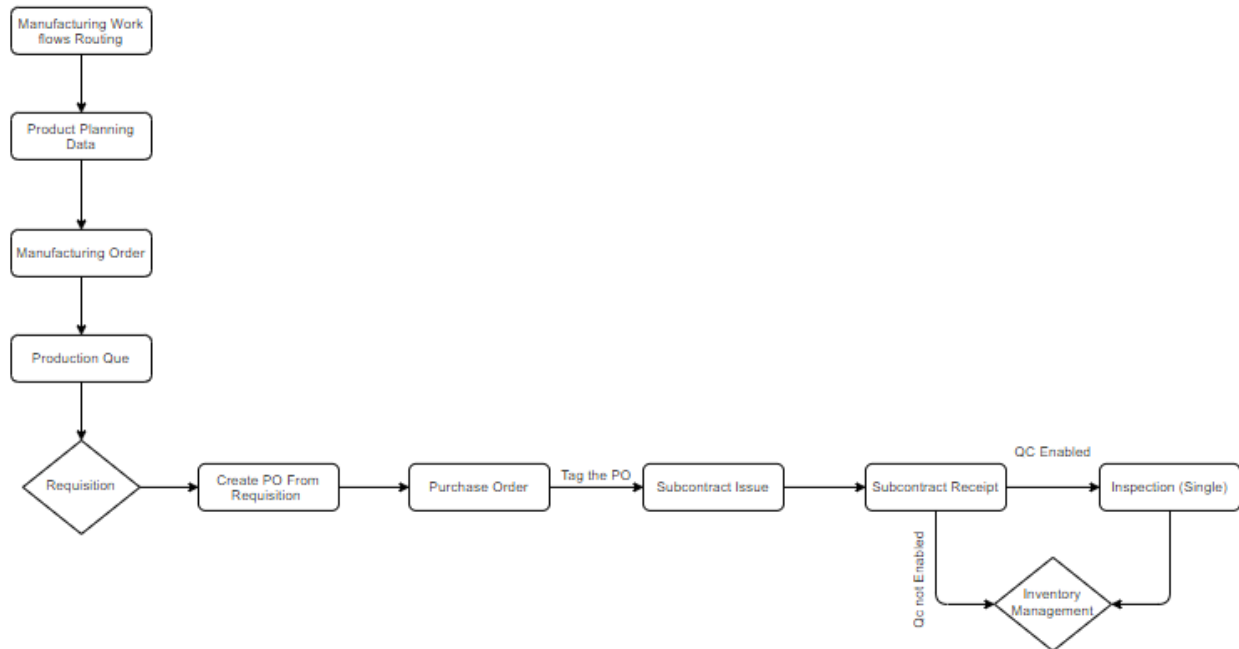 Manufacturing Work
flows Routing
Product Planning
Data
Manufacturing Order
Production Que
Requisition
Create PO From
Requisition
Purchase Order
Tag the PO
Subcontract Issue
Subcontract Receipt
QC Enabled
Inspection (Single)
Qc not Enabled
Inventory
Management